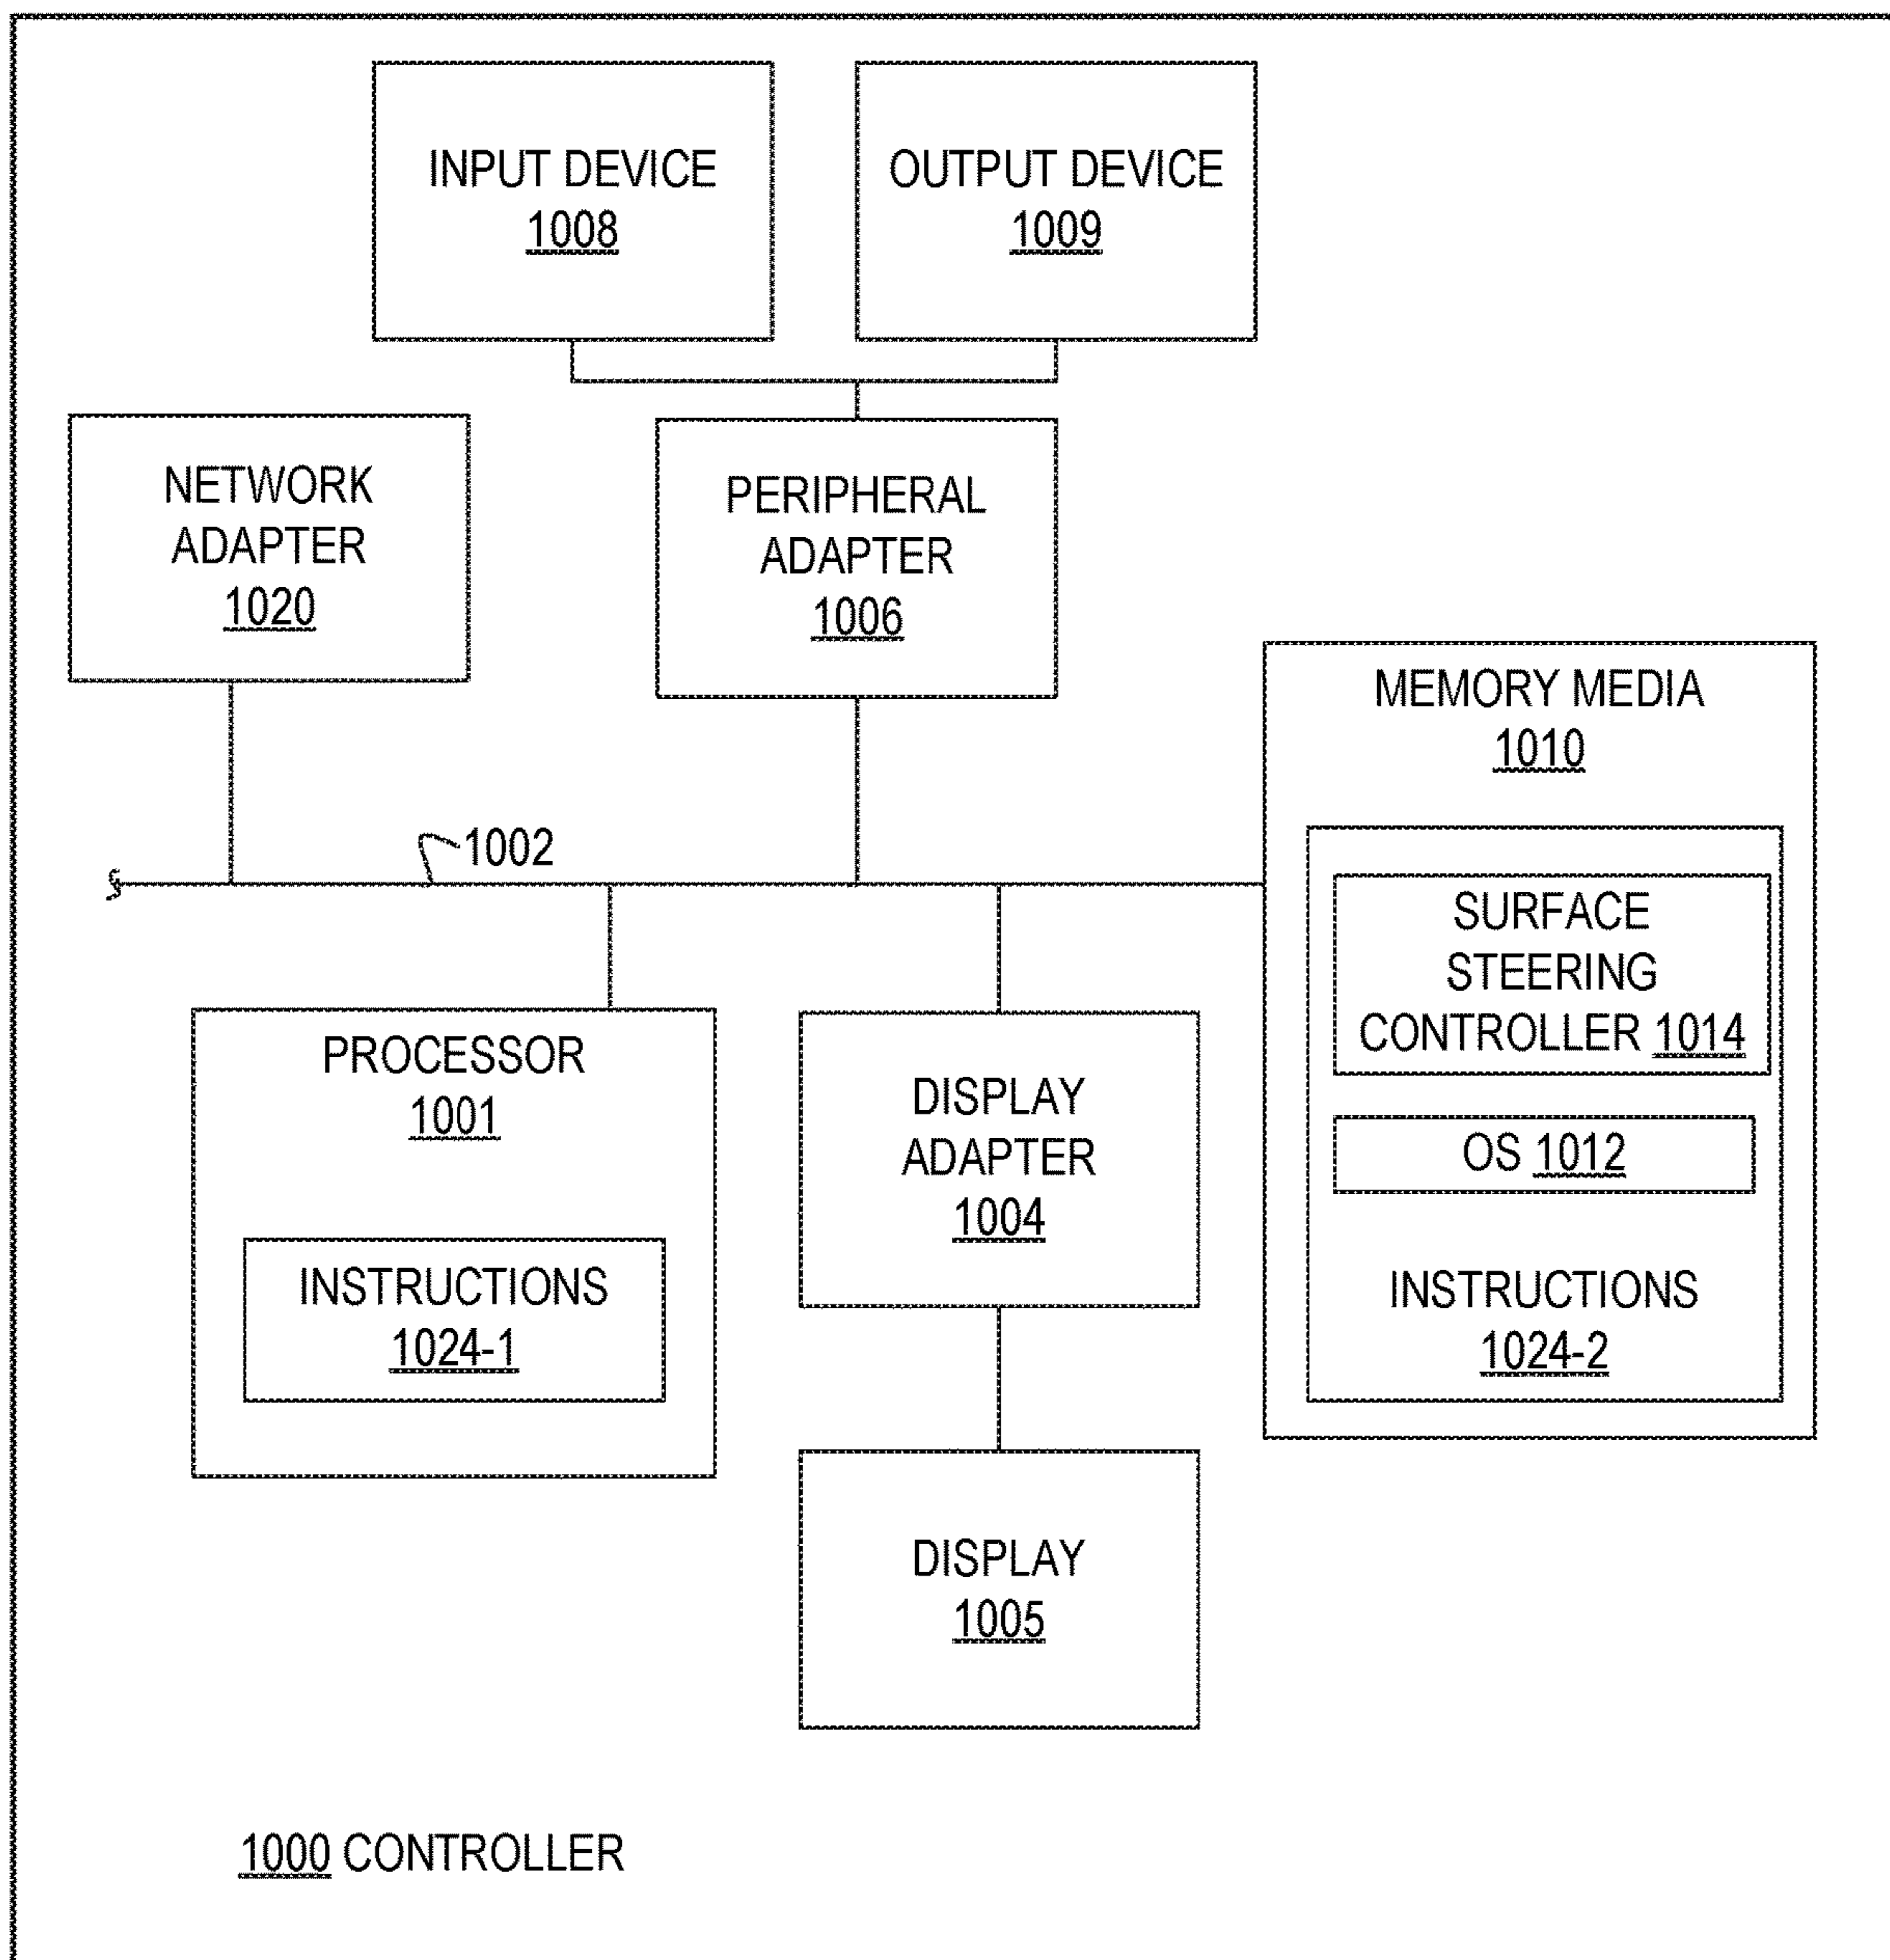 INPUT DEVICE
1008
OUTPUT DEVICE
1009
NETWORK
ADAPTER
1020
PERIPHERAL
ADAPTER
1006
MEMORY MEDIA
1010
1002
SURFACE
STEERING
CONTROLLER 1014
OS 1012
INSTRUCTIONS
1024-2
PROCESSOR
1001
INSTRUCTIONS
1024-1
DISPLAY
ADAPTER
1004
DISPLAY
1005
1000 CONTROLLER